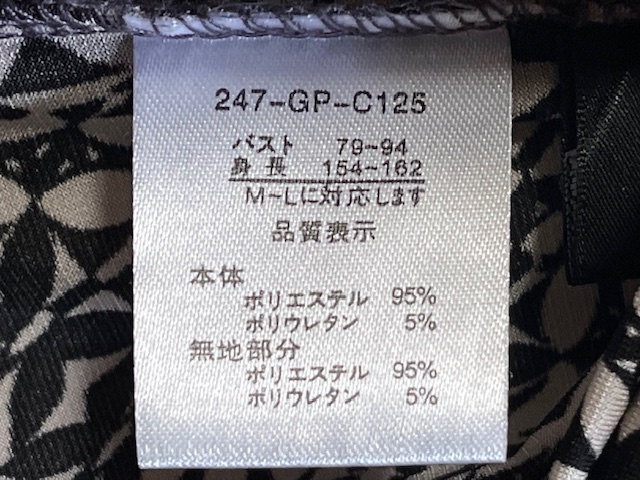 247-GP-C125
バスト 79~94
身長 154~162
M~Lに対応します
品質表示
本体
ポリエステル 95%
ポリウレタン 5%
無地部分
ポリエステル 95%
ポリウレタン 5%